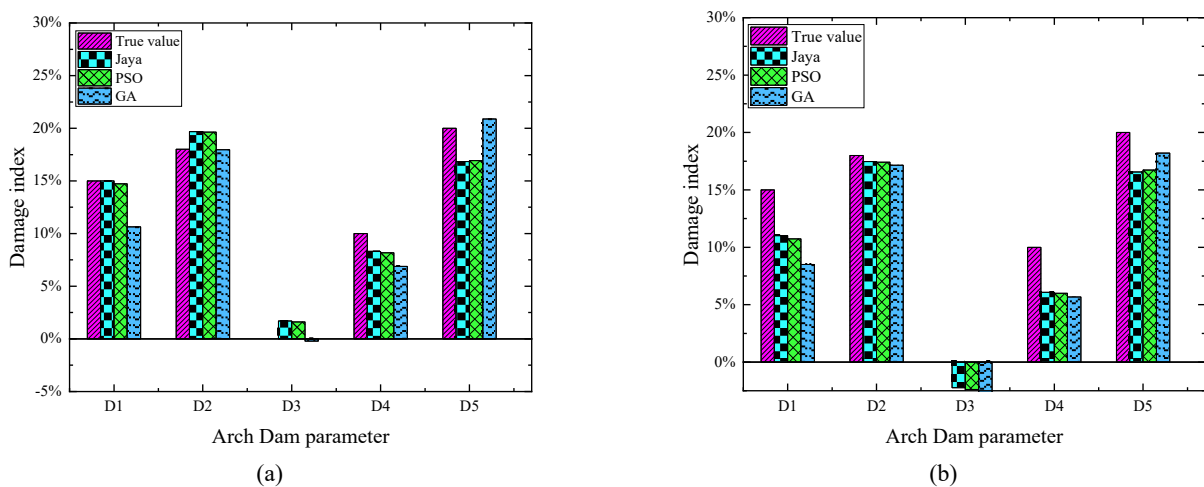 30%
25%
20%
15%
10%
5%
0%
-5%
Damage index
True value
Jaya
PSO
GA
D1 D2 D3 D4 D5
Arch Dam parameter
(a)
30%
25%
20%
15%
10%
5%
0%
Damage index
True value
Jaya
PSO
GA
D1 D2 D3 D4 D5
Arch Dam parameter
(b)